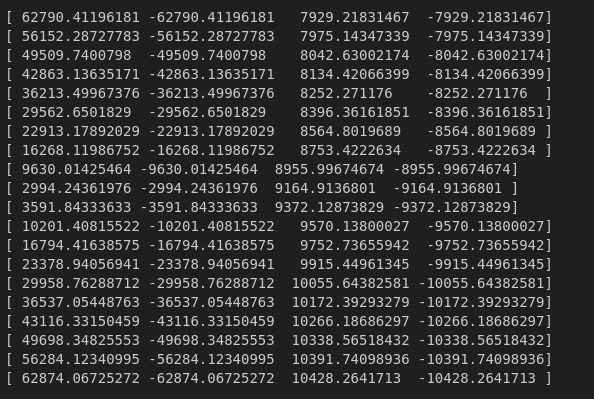 [ 62790.41196181 -62790.41196181   7929.21831467  -7929.21831467]
[ 56152.28727783 -56152.28727783   7975.14347339  -7975.14347339]
[ 49509.7400798  -49509.7400798    8042.63002174  -8042.63002174]
[ 42863.13635171 -42863.13635171   8134.42066399  -8134.42066399]
[ 36213.49967376 -36213.49967376   8252.271176    -8252.271176  ]
[ 29562.6501829  -29562.6501829    8396.36161851  -8396.36161851]
[ 22913.17892029 -22913.17892029   8564.8019689   -8564.8019689 ]
[ 16268.11986752 -16268.11986752   8753.4222634   -8753.4222634 ]
[ 9630.01425464 -9630.01425464  8955.99674674 -8955.99674674]
[ 2994.24361976 -2994.24361976  9164.9136801  -9164.9136801 ]
[ 3591.84333633 -3591.84333633  9372.12873829 -9372.12873829]
[ 10201.40815522 -10201.40815522   9570.13800027  -9570.13800027]
[ 16794.41638575 -16794.41638575   9752.73655942  -9752.73655942]
[ 23378.94056941 -23378.94056941   9915.44961345  -9915.44961345]
[ 29958.76288712 -29958.76288712  10055.64382581 -10055.64382581]
[ 36537.05448763 -36537.05448763  10172.39293279 -10172.39293279]
[ 43116.33150459 -43116.33150459  10266.18686297 -10266.18686297]
[ 49698.34825553 -49698.34825553  10338.56518432 -10338.56518432]
[ 56284.12340995 -56284.12340995  10391.74098936 -10391.74098936]
[ 62874.06725272 -62874.06725272  10428.2641713  -10428.2641713 ]